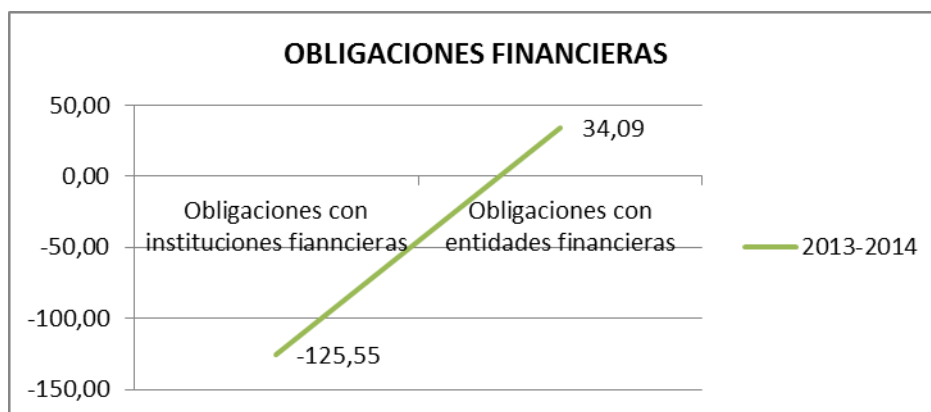 OBLIGACIONES FINANCIERAS
50,00
34,09
0,00
Obligaciones con
instituciones fianncieras
Obligaciones con
entidades financieras
-50,00
2013-2014
-100,00
-125,55
-150,00